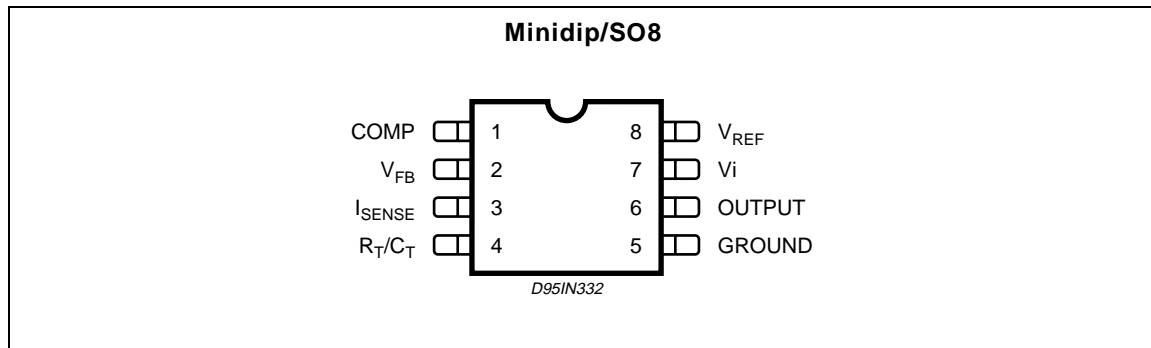 Minidip/SO8
COMP 1 8 VREF
VFB 2 7 Vi
ISENSE 3 6 OUTPUT
RT/CT 4 5 GROUND
D95IN332